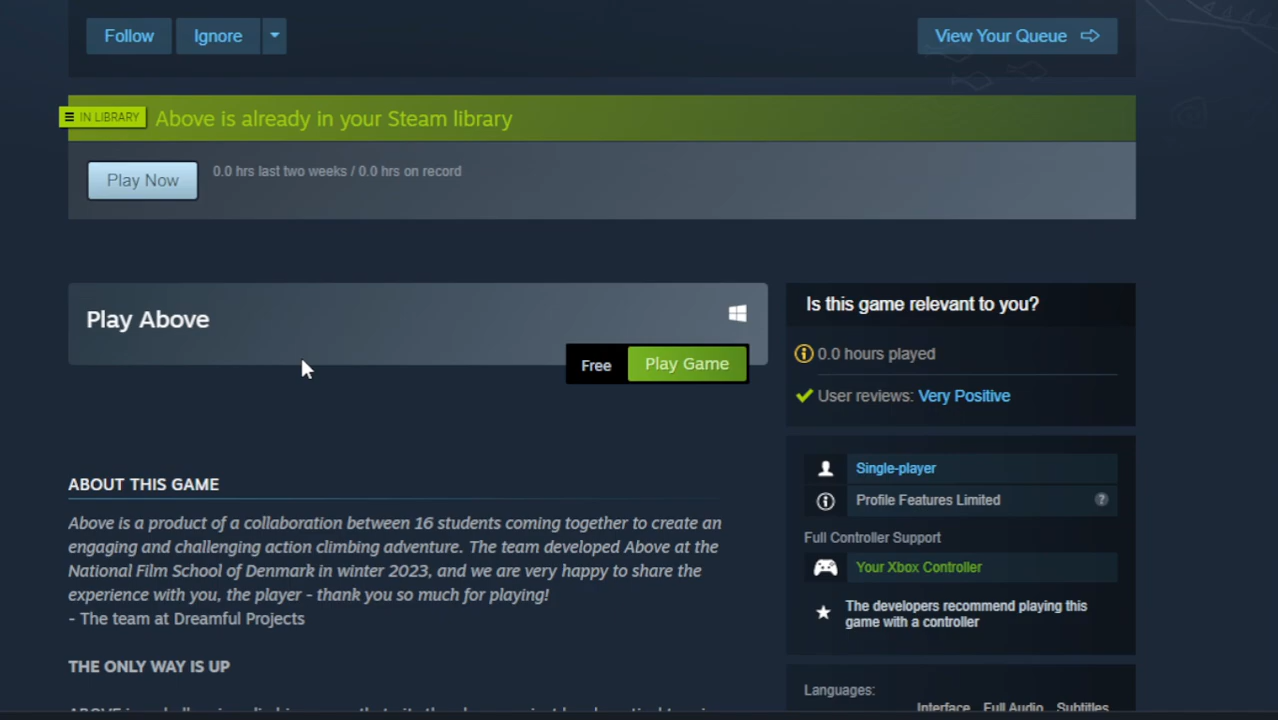 Follow
Ignore
View Your Queue
IN LIBRARY
Above is already in your Steam library
Play Now
0.0 hrs last two weeks / 0.0 hrs on record
Play Above
Free
Play Game
Is this game relevant to you?
0.0 hours played
User reviews: Very Positive
ABOUT THIS GAME
Above is a product of a collaboration between 16 students coming together to create an
engaging and challenging action climbing adventure. The team developed Above at the
National Film School of Denmark in winter 2023, and we are very happy to share the
experience with you, the player - thank you so much for playing!
- The team at Dreamful Projects
THE ONLY WAY IS UP
Single-player
Profile Features Limited
?
Full Controller Support
Your Xbox Controller
The developers recommend playing this
game with a controller
Languages:
Interface Full Audio Subtitles